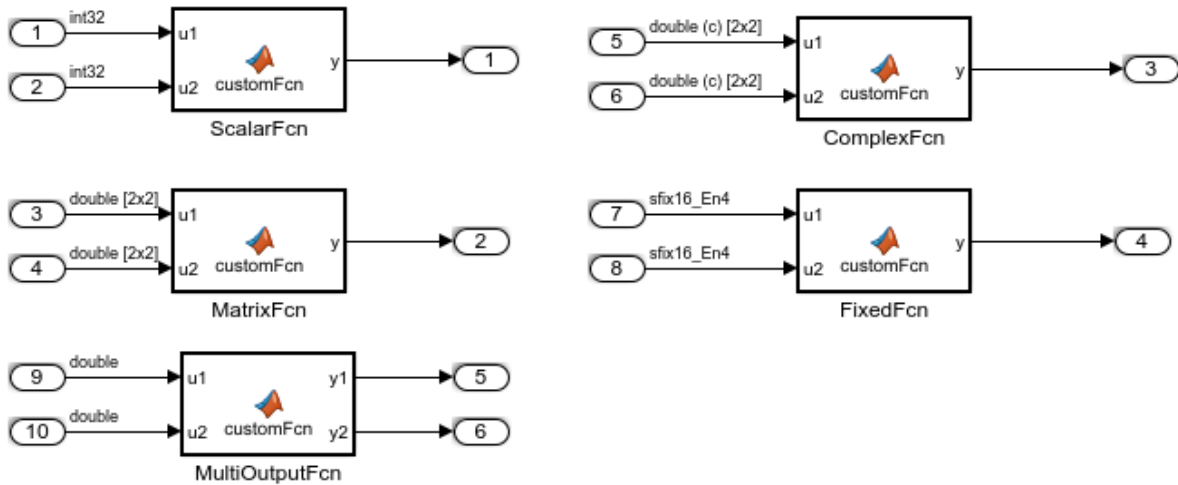 int32
1
u1
int32
2
u2
y
1
customFcn
ScalarFcn
double (c) [2x2]
5
u1
double (c) [2x2]
6
u2
y
3
customFcn
ComplexFcn
double [2x2]
3
u1
double [2x2]
4
u2
y
2
customFcn
MatrixFcn
sfix16_En4
7
u1
sfix16_En4
8
u2
y
4
customFcn
FixedFcn
double
9
u1
double
10
u2
y1
5
y2
6
customFcn
MultiOutputFcn